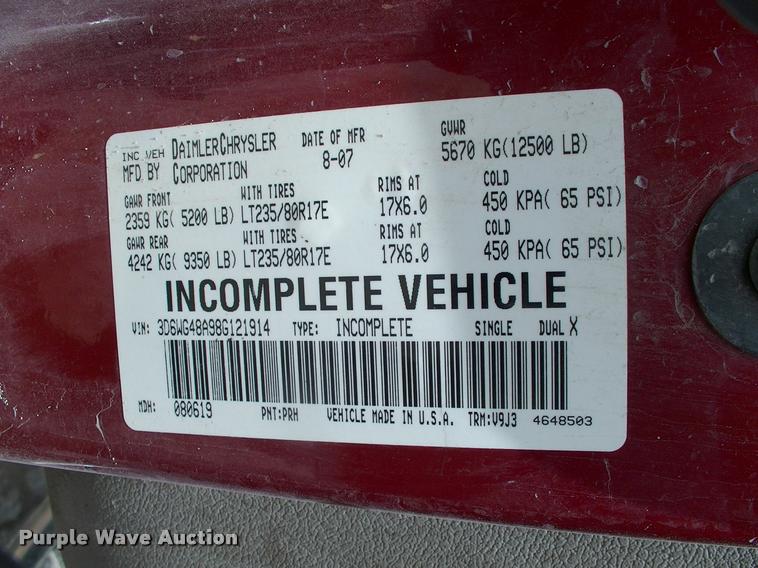 INC VEH DAIMLERCHRYSLER DATE OF MFR GVWR
MFD BY CORPORATION 8-07 5670 KG(12500 LB)
GAWR FRONT WITH TIRES RIMS AT COLD
2359 KG( 5200 LB) LT235/80R17E 17X6.0 450 KPA( 65 PSI)
GAWR REAR WITH TIRES RIMS AT COLD
4242 KG( 9350 LB) LT235/80R17E 17X6.0 450 KPA( 65 PSI)
INCOMPLETE VEHICLE
VIN: 3D6WG48A98G121914 TYPE: INCOMPLETE SINGLE DUAL X
MDH: 080619 PNT:PRH VEHICLE MADE IN U.S.A. TRM:V9J3 4648503
Purple Wave Auction